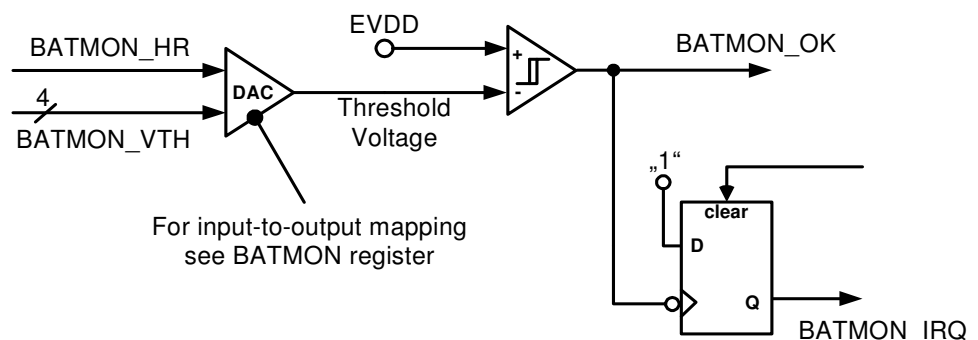 EVDD
BATMON_HR
BATMON_OK
+
DAC
-
4
Threshold
Voltage
BATMON_VTH
„1“
clear
For input-to-output mapping
see BATMON register
D
Q
BATMON_IRQ